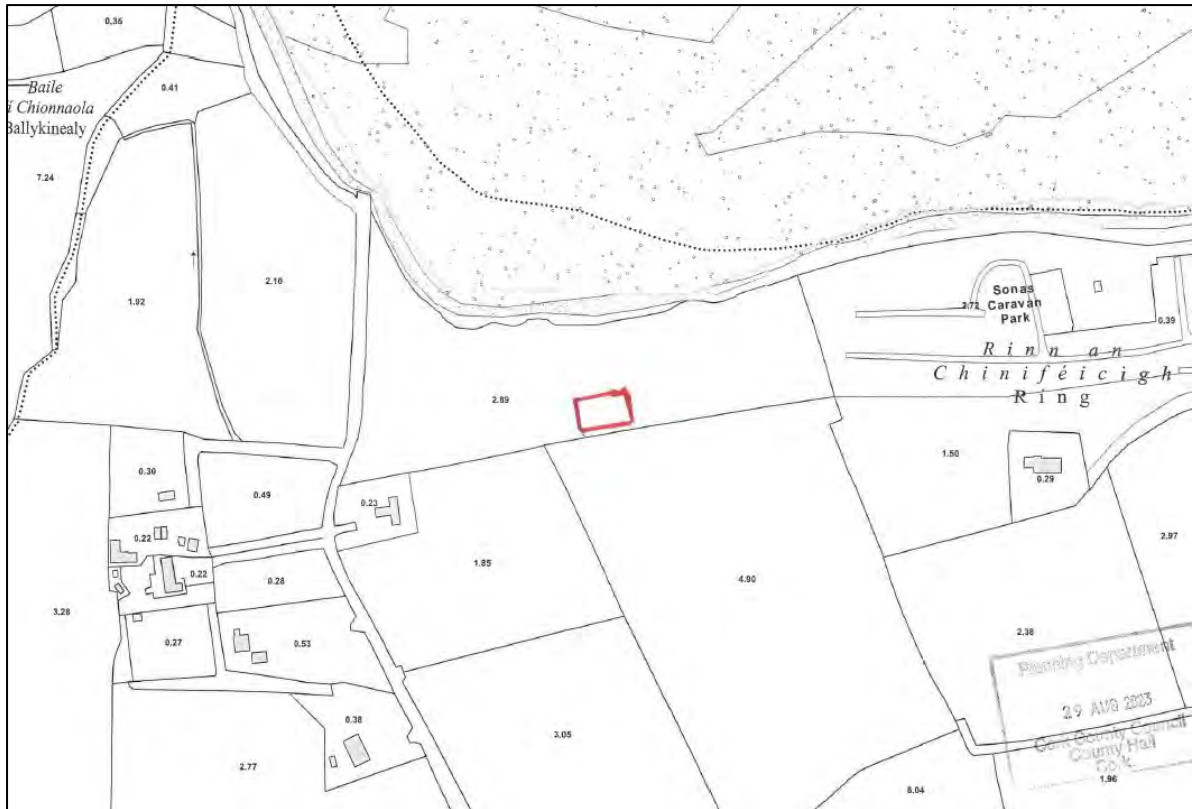 0.36
0.41
Baile
Chionnaola
Ballykinealy
7.24
2.16
1.92
Sonas
2.72 Caravan
Park
0.39
Rinn an
Chiniféicigh
Ring
2.89
1.50
0.30
0.49
0.23
0.29
0.22
2.97
0.22
0.28
1.85
4.90
3.28
0.27
0.53
2.38
Planning Department
0.38
29 AUG 2023
3.05
Cork County Council
County Hall
Cork
2.77
6.04
1.96